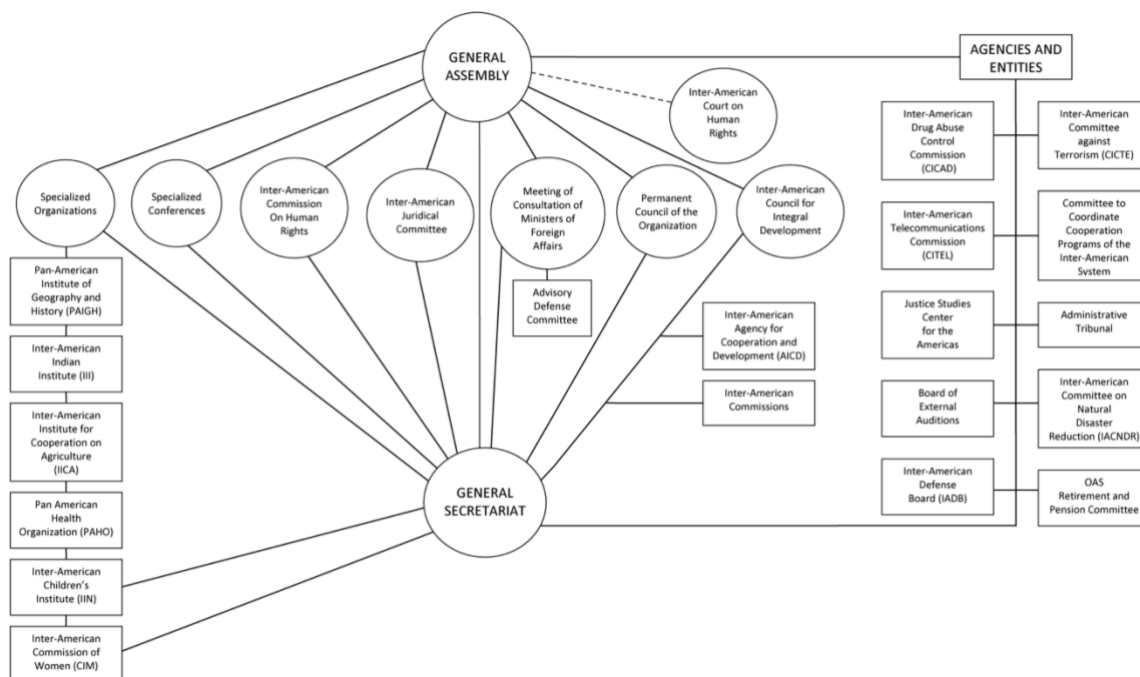 GENERAL
ASSEMBLY
AGENCIES AND
ENTITIES
Inter-American
Court on
Human
Rights
Specialized
Organizations
Specialized
Conferences
Inter-American
Commission
On Human
Rights
Inter-American
Juridical
Committee
Meeting of
Consultation of
Ministers of
Foreign
Affairs
Permanent
Council of the
Organization
Inter-American
Council for
Integral
Development
Pan-American
Institute of
Geography and
History (PAIGH)
Inter-American
Indian
Institute (III)
Inter-American
Institute for
Cooperation on
Agriculture
(IICA)
Pan American
Health
Organization (PAHO)
Inter-American
Children's
Institute (IIN)
Inter-American
Commission of
Women (CIM)
Advisory
Defense
Committee
Inter-American
Agency for
Cooperation and
Development (AICD)
Inter-American
Commissions
GENERAL
SECRETARIAT
Inter-American
Drug Abuse
Control
Commission
(CICAD)
Inter-American
Committee
against
Terrorism (CICTE)
Inter-American
Telecommunications
Commission
(CITEL)
Committee to
Coordinate
Cooperation
Programs of the
Inter-American
System
Justice Studies
Center
for the
Americas
Administrative
Tribunal
Board of
External
Auditions
Inter-American
Committee on
Natural
Disaster
Reduction (IACNDR)
Inter-American
Defense
Board (IADB)
OAS
Retirement and
Pension Committee